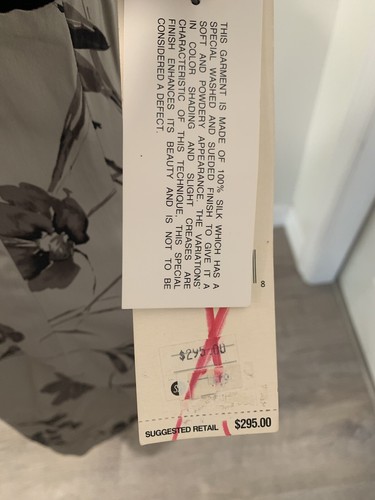 THIS GARMENT IS MADE OF 100% SILK WHICH HAS A
SPECIAL WASHED AND SUEDED FINISH TO GIVE IT A
SOFT AND POWDERY APPEARANCE. THE VARIATIONS
IN COLOR SHADING AND SLIGHT CREASES ARE
CHARACTERISTIC OF THIS TECHNIQUE. THIS SPECIAL
FINISH ENHANCES ITS BEAUTY AND IS NOT TO BE
CONSIDERED A DEFECT.
8
$295.00
SUGGESTED RETAIL $295.00